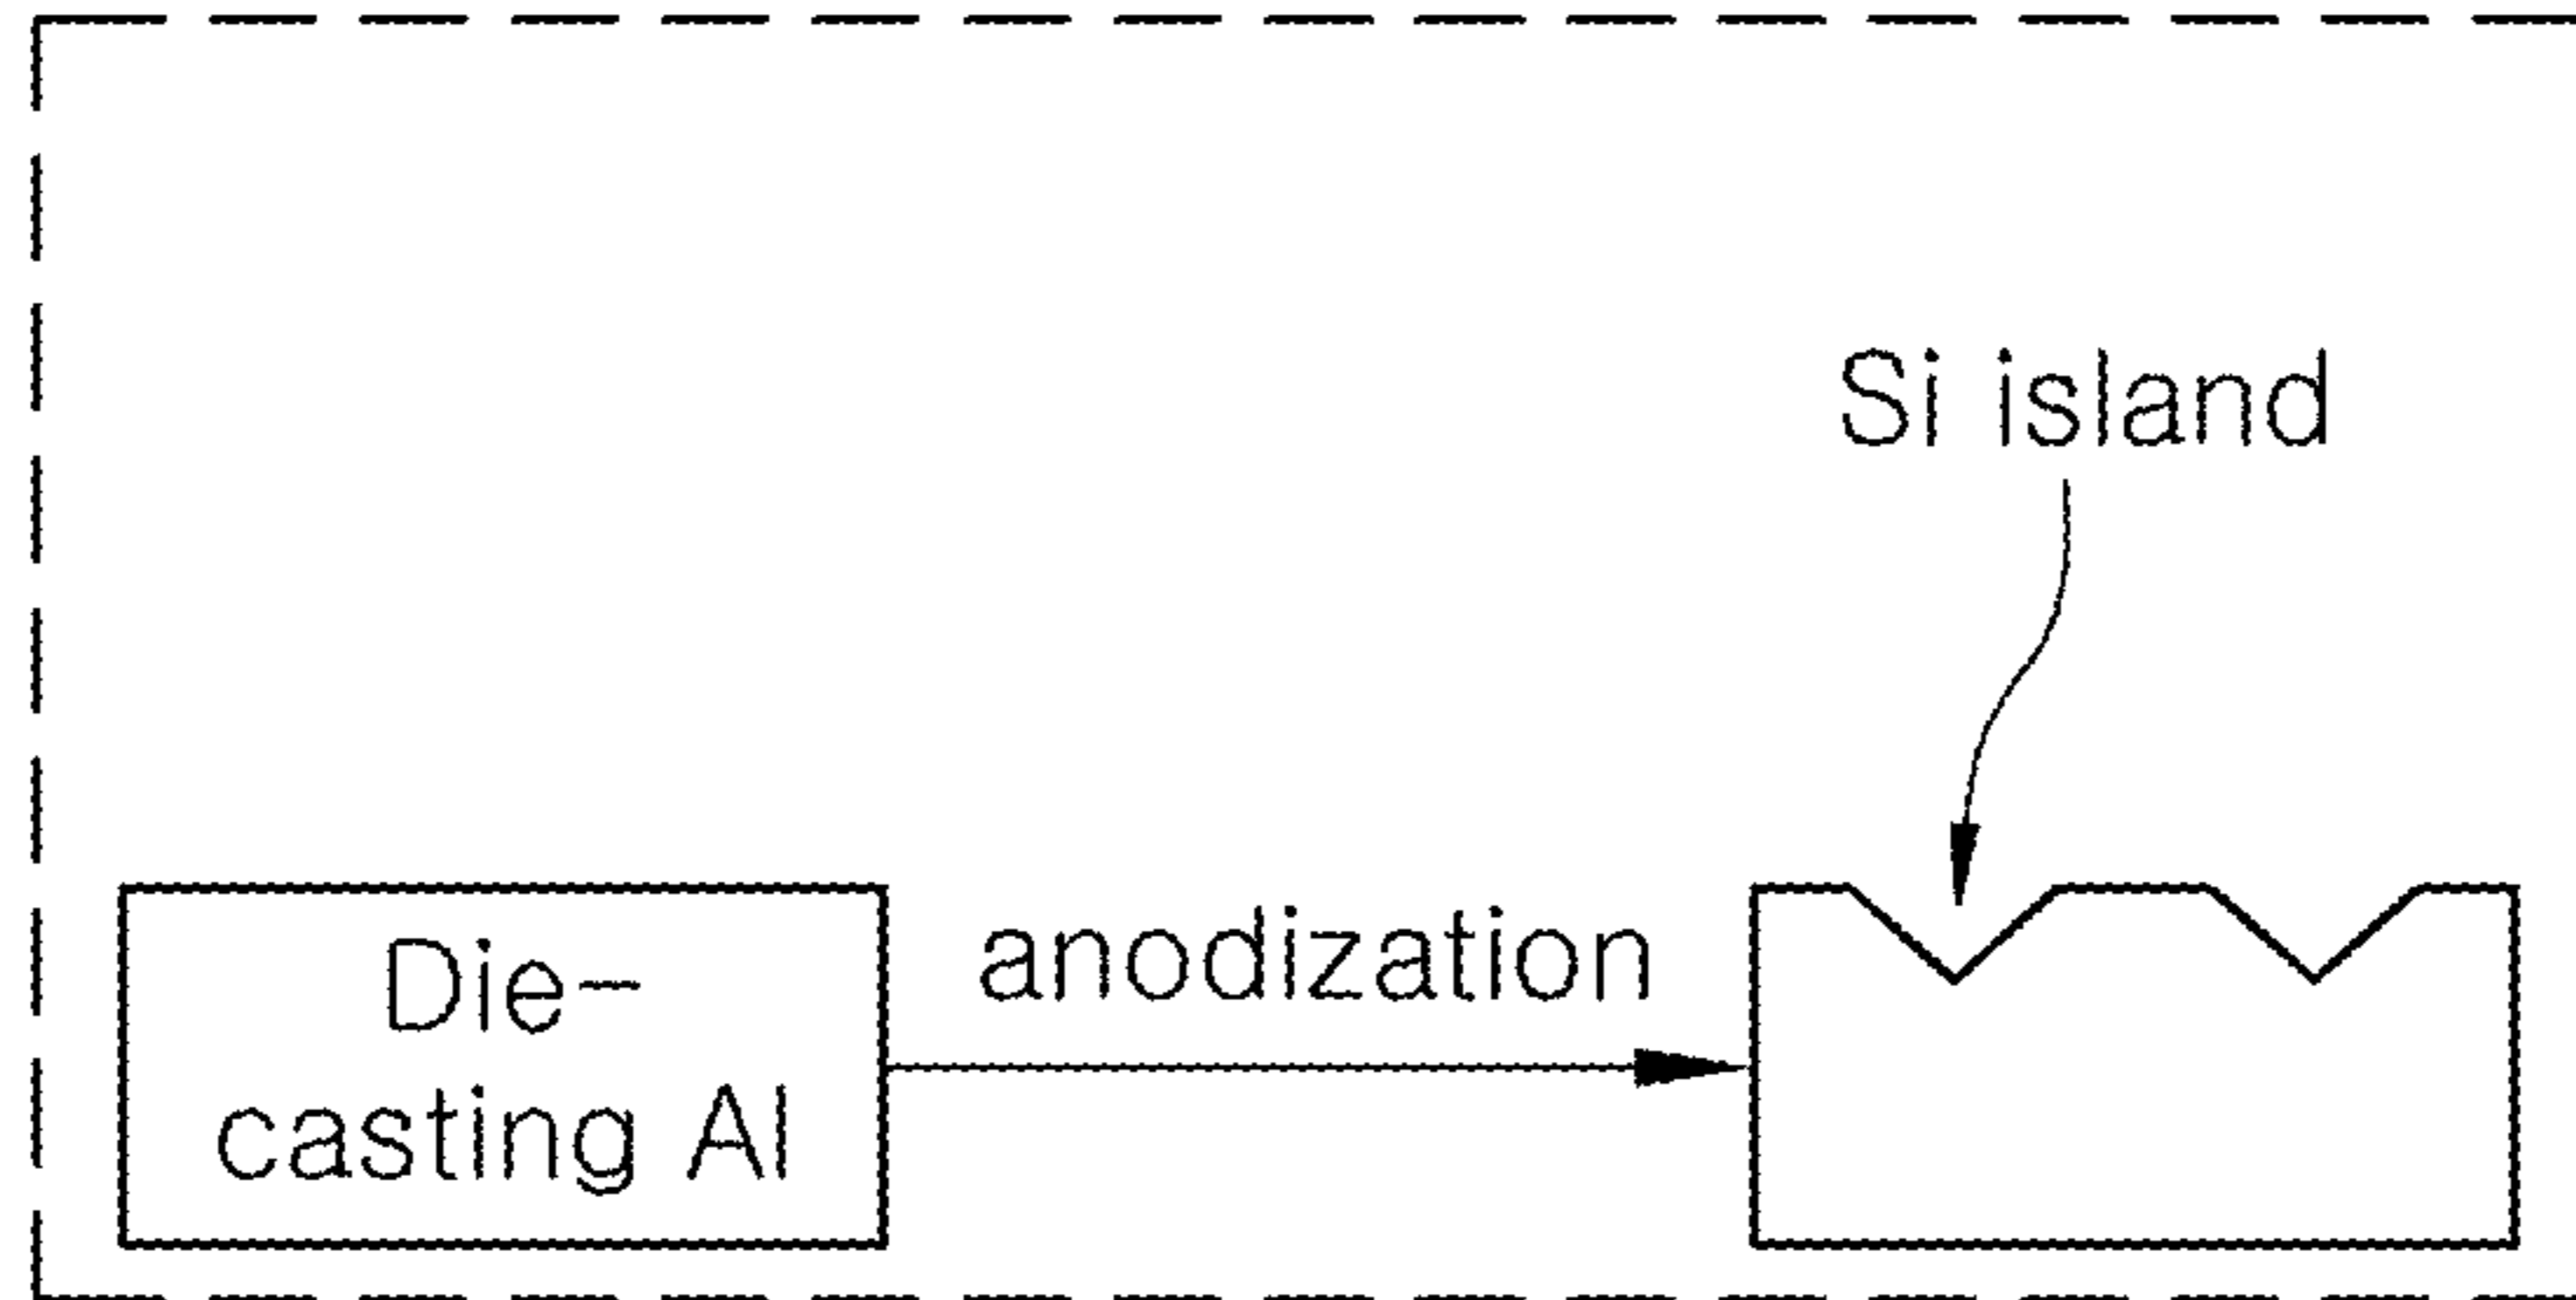 Si island
Die-
casting Al
anodization